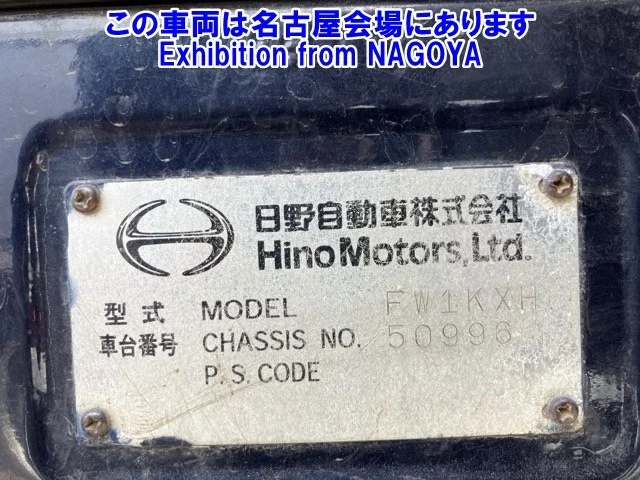 この車両は名古屋会場にあります
Exhibition from NAGOYA
日野自動車株式会社
Hino Motors, Ltd.
型式 MODEL FW1KXH
車台番号 CHASSIS NO. 50996
P.S.CODE